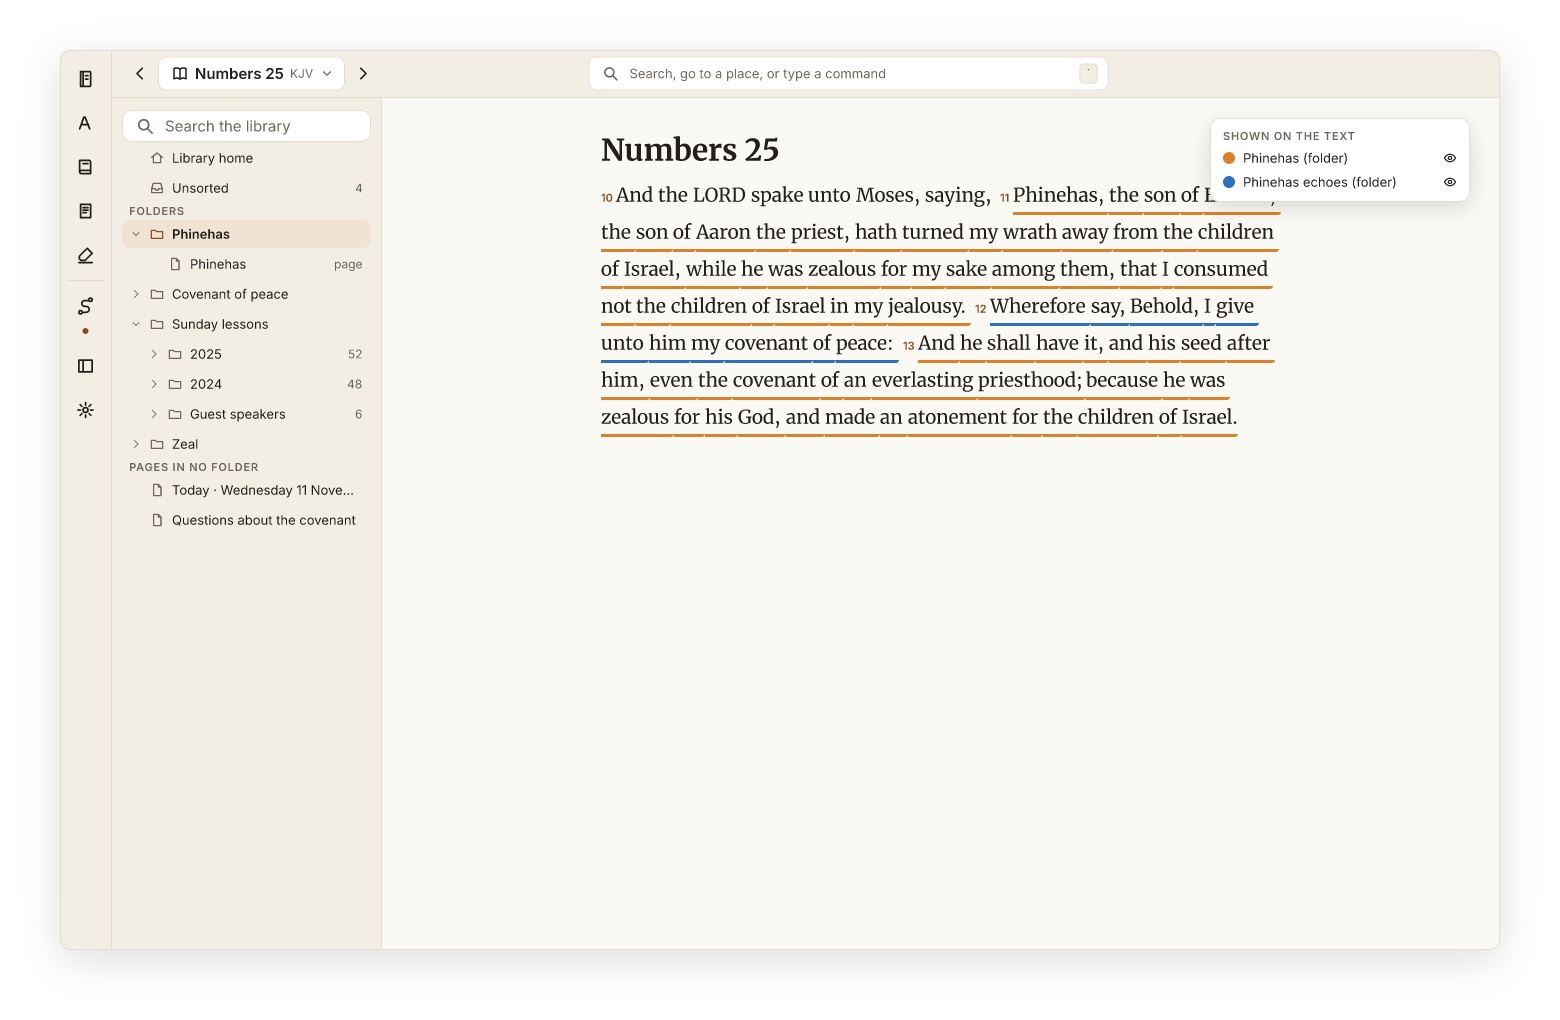 Numbers 25 KJV
Search, go to a place, or type a command
Search the library
Library home
Unsorted 4
FOLDERS
Phinehas
Phinehas page
Covenant of peace
Sunday lessons
2025 52
2024 48
Guest speakers 6
Zeal
PAGES IN NO FOLDER
Today · Wednesday 11 Nove...
Questions about the covenant
Numbers 25
10 And the LORD spake unto Moses, saying, 11 Phinehas, the son of
the son of Aaron the priest, hath turned my wrath away from the children
of Israel, while he was zealous for my sake among them, that I consumed
not the children of Israel in my jealousy. 12 Wherefore say, Behold, I give
unto him my covenant of peace: 13 And he shall have it, and his seed after
him, even the covenant of an everlasting priesthood; because he was
zealous for his God, and made an atonement for the children of Israel.
SHOWN ON THE TEXT
Phinehas (folder)
Phinehas echoes (folder)